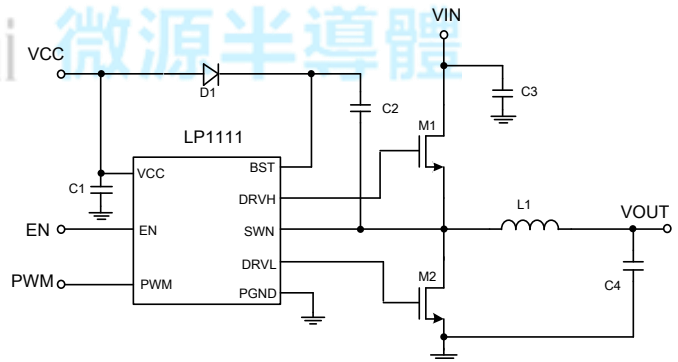 微源半導體
VIN
VCC
D1
C2
C3
M1
LP1111
VCC
BST
C1
DRVH
L1
VOUT
EN
EN
SWN
DRVL
M2
C4
PWM
PWM
PGND